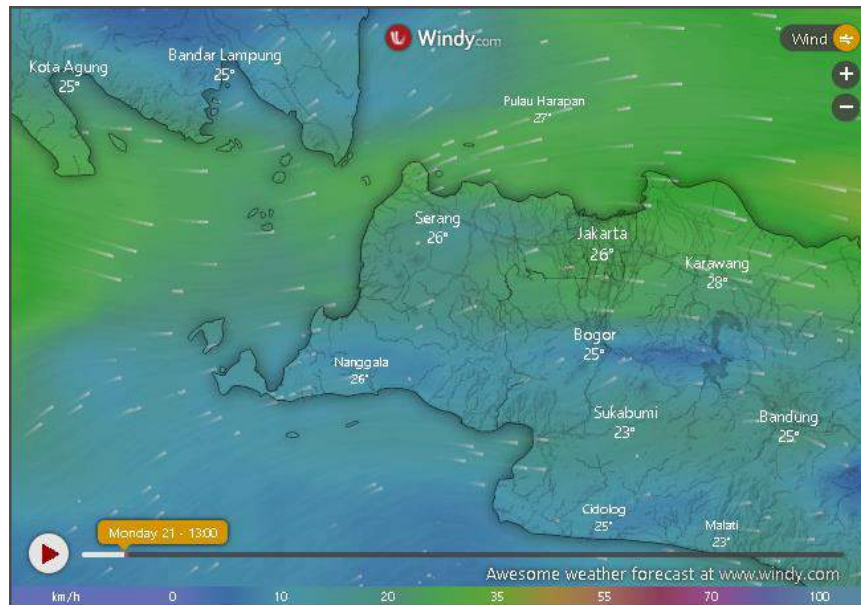 Windy.com
Wind
Bandar Lampung
25°
Kota Agung
25°
Pulau Harapan
27°
Serang
26°
Jakarta
26°
Karawang
28°
Bogor
25°
Nanggala
26°
Sukabumi
23°
Bandung
25°
Cidolog
25°
Malati
23°
Monday 21 - 13:00
Awesome weather forecast at www.windy.com
km/h 0 10 20 35 55 70 100